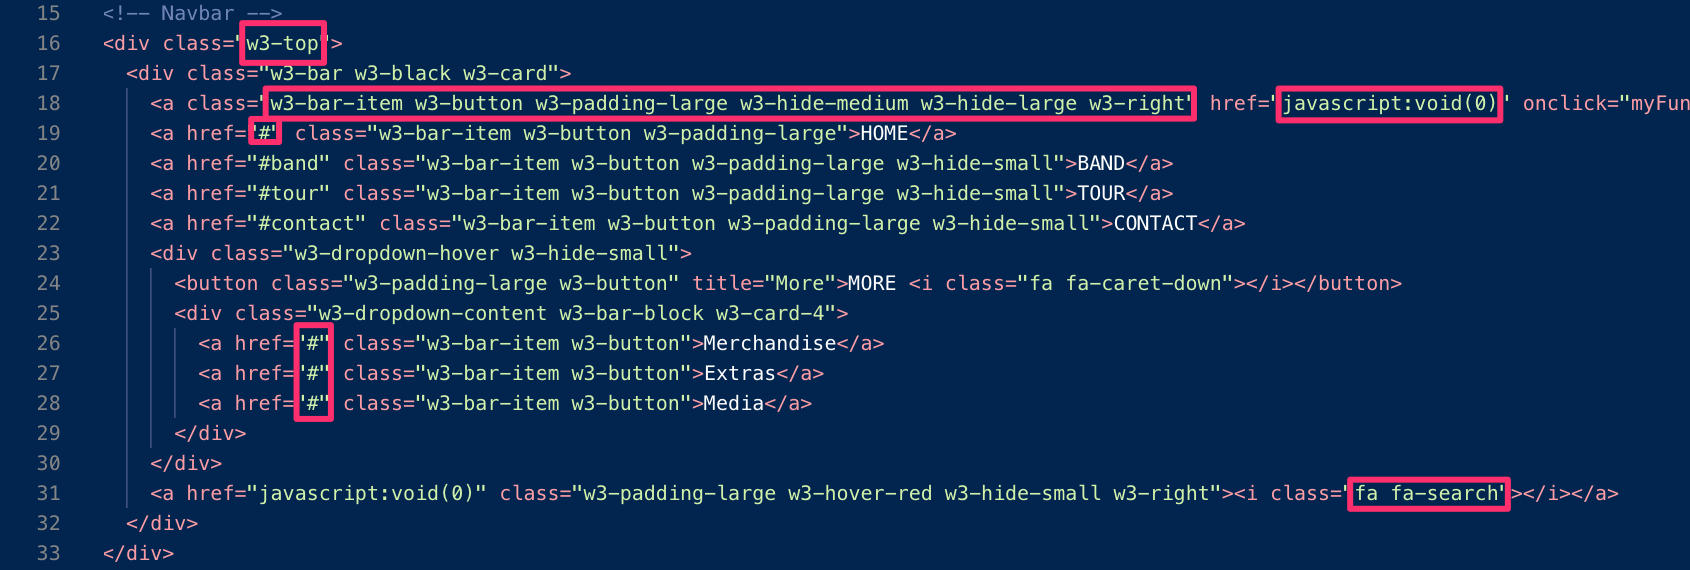 15 <!-- Navbar -->
16 <div class="w3-top">
17 <div class="w3-bar w3-black w3-card">
18 <a class="w3-bar-item w3-button w3-padding-large w3-hide-medium w3-hide-large w3-right" href="javascript:void(0)" onclick="myFun
19 <a href="#" class="w3-bar-item w3-button w3-padding-large">HOME</a>
20 <a href="#band" class="w3-bar-item w3-button w3-padding-large w3-hide-small">BAND</a>
21 <a href="#tour" class="w3-bar-item w3-button w3-padding-large w3-hide-small">TOUR</a>
22 <a href="#contact" class="w3-bar-item w3-button w3-padding-large w3-hide-small">CONTACT</a>
23 <div class="w3-dropdown-hover w3-hide-small">
24 <button class="w3-padding-large w3-button" title="More">MORE <i class="fa fa-caret-down"></i></button>
25 <div class="w3-dropdown-content w3-bar-block w3-card-4">
26 <a href="#" class="w3-bar-item w3-button">Merchandise</a>
27 <a href="#" class="w3-bar-item w3-button">Extras</a>
28 <a href="#" class="w3-bar-item w3-button">Media</a>
29 </div>
30 </div>
31 <a href="javascript:void(0)" class="w3-padding-large w3-hover-red w3-hide-small w3-right"><i class="fa fa-search"></i></a>
32 </div>
33 </div>